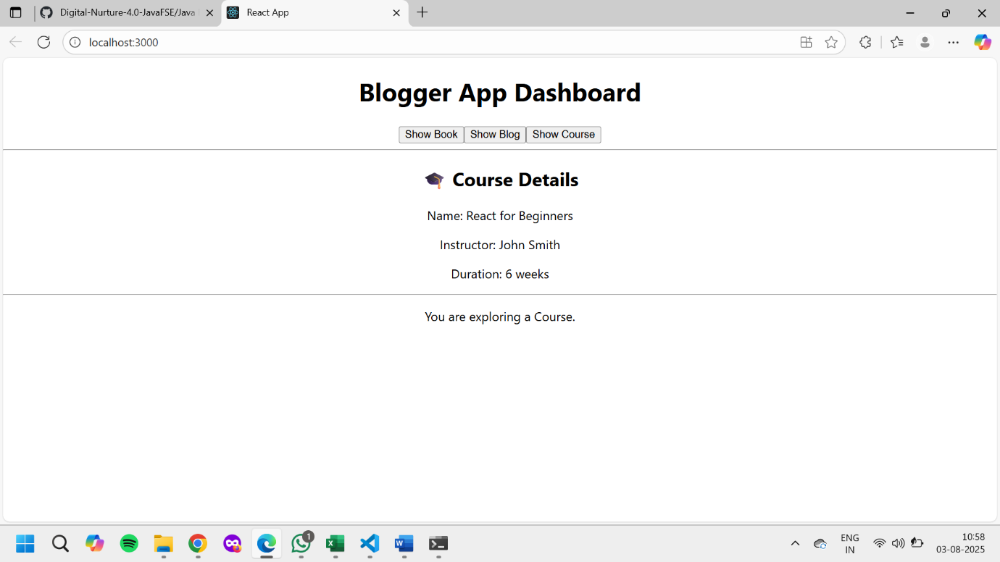 Digital-Nurture-4.0-JavaFSE/Java
React App
localhost:3000
Blogger App Dashboard
Show Book Show Blog Show Course
🎓 Course Details
Name: React for Beginners
Instructor: John Smith
Duration: 6 weeks
You are exploring a Course.
1
ENG
IN
10:58
03-08-2025